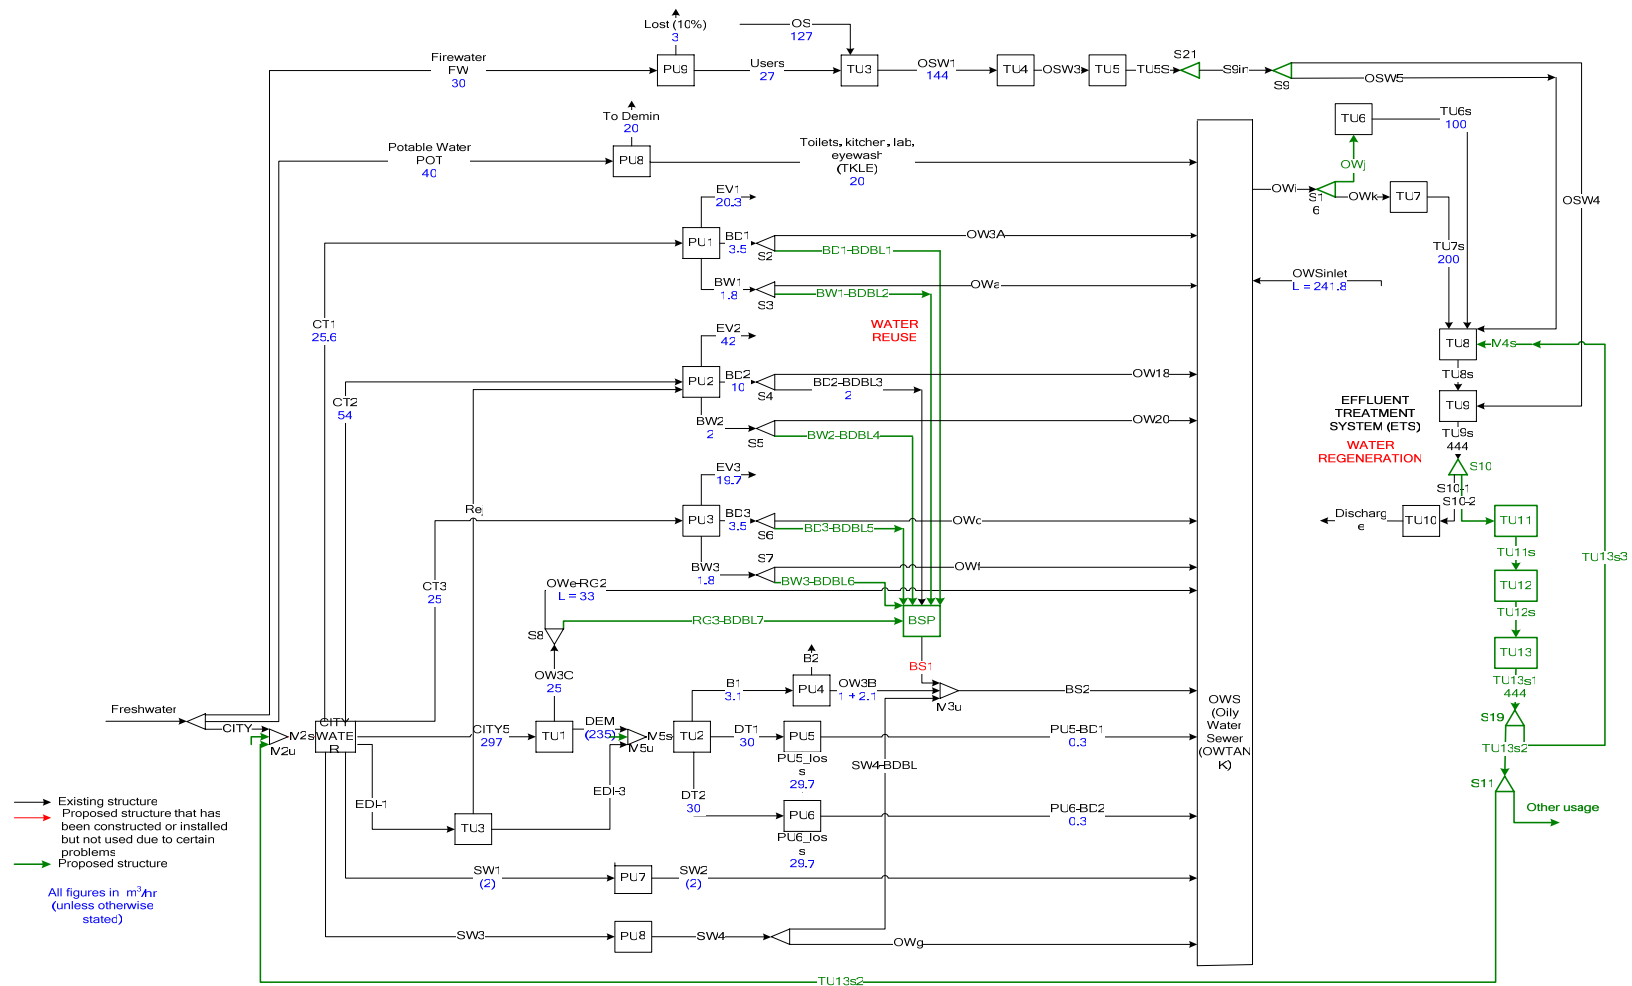 Lost (10%)
3
OS
127
S21
Firewater
FW
30
PU9
Users
27
TU3
OSW1
144
TU4
OSW3
TU5
TU5S
S9in
S9
OSW5
To Demin
20
TU6
TU6s
100
Potable Water
POT
40
PU8
Toilets, kitchen, lab,
eyewash
(TKLE)
20
OWj
OWi
S1
6
OWk
TU7
OSW4
EV1
20.3
PU1
BD1
3.5
S2
OW3A
BD1-BDBL1
TU7s
200
BW1
1.8
S3
OWa
BW1-BDBL2
OWSinlet
L = 241.8
CT1
25.6
WATER
REUSE
EV2
42
TU8
M4s
PU2
BD2
10
S4
OW18
BD2-BDBL3
2
TU8s
CT2
54
BW2
2
S5
OW20
BW2-BDBL4
EFFLUENT
TREATMENT
SYSTEM (ETS)
WATER
REGENERATION
TU9
TU9s
444
S10
EV3
19.7
S10-1
S10-2
Rej
PU3
BD3
3.5
S6
OWc
BD3-BDBL5
Discharg
e
TU10
TU11
TU11s
TU13s3
S7
OWf
BW3
1.8
BW3-BDBL6
CT3
25
OWe-RG2
L = 33
TU12
TU12s
S8
RG3-BDBL7
BSP
TU13
OW3C
25
BS1
TU13s1
444
B2
B1
3.1
PU4
OW3B
1 + 2.1
M3u
BS2
OWS
(Oily
Water
Sewer
(OWTAN
K)
Freshwater
CITY
M2u
M2s
CITY
WATE
R
CITY5
297
TU1
DEM
(235)
M5u
M5s
TU2
DT1
30
PU5
PU5_los
s
29.7
PU5-BD1
0.3
S19
TU13s2
SW4-BDBL
S11
EDI-1
EDI-3
DT2
30
PU6
PU6_los
s
29.7
PU6-BD2
0.3
Other usage
TU3
Existing structure
Proposed structure that has
been constructed or installed
but not used due to certain
problems
Proposed structure
All figures in m³/hr
(unless otherwise
stated)
SW1
(2)
PU7
SW2
(2)
SW3
PU8
SW4
OWg
TU13s2